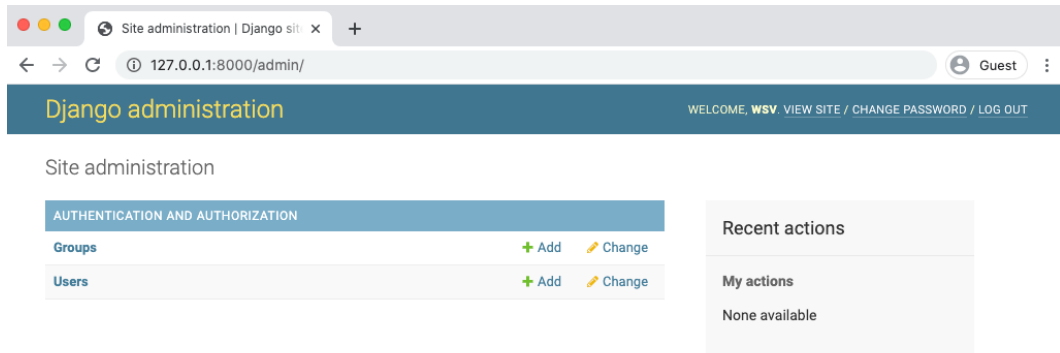 Site administration | Django sit
127.0.0.1:8000/admin/
Guest
Django administration
WELCOME, WSV. VIEW SITE / CHANGE PASSWORD / LOG OUT
Site administration
AUTHENTICATION AND AUTHORIZATION
Groups Add Change
Users Add Change
Recent actions
My actions
None available